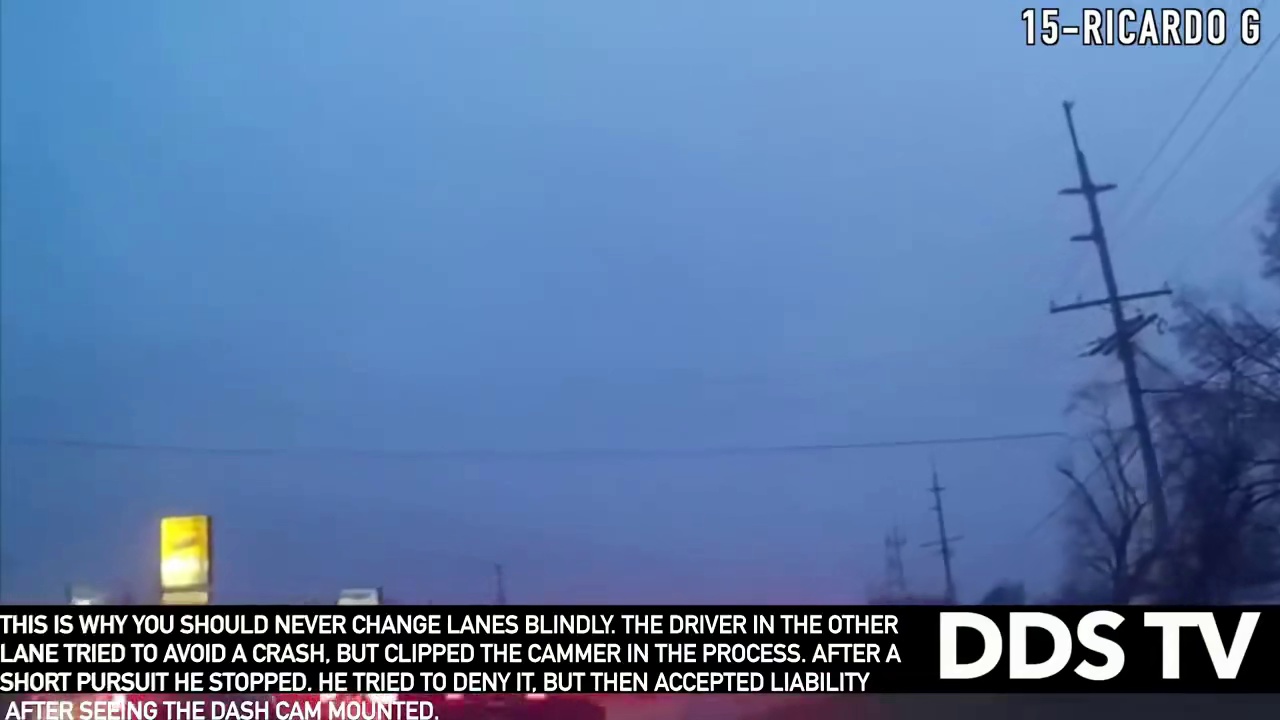 15-RICARDO G
THIS IS WHY YOU SHOULD NEVER CHANGE LANES BLINDLY. THE DRIVER IN THE OTHER
LANE TRIED TO AVOID A CRASH, BUT CLIPPED THE CAMMER IN THE PROCESS. AFTER A
SHORT PURSUIT HE STOPPED. HE TRIED TO DENY IT, BUT THEN ACCEPTED LIABILITY
AFTER SEEING THE DASH CAM MOUNTED.
DDS TV